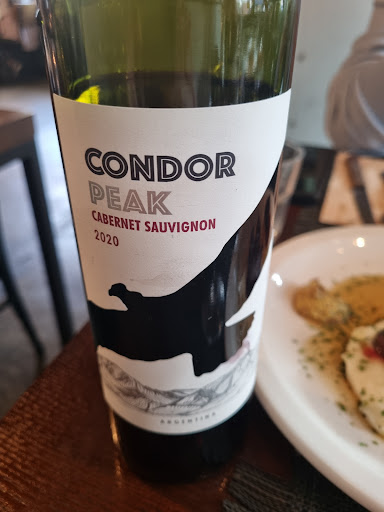 CONDOR
PEAK
CABERNET SAUVIGNON
2020
ARGENTINA